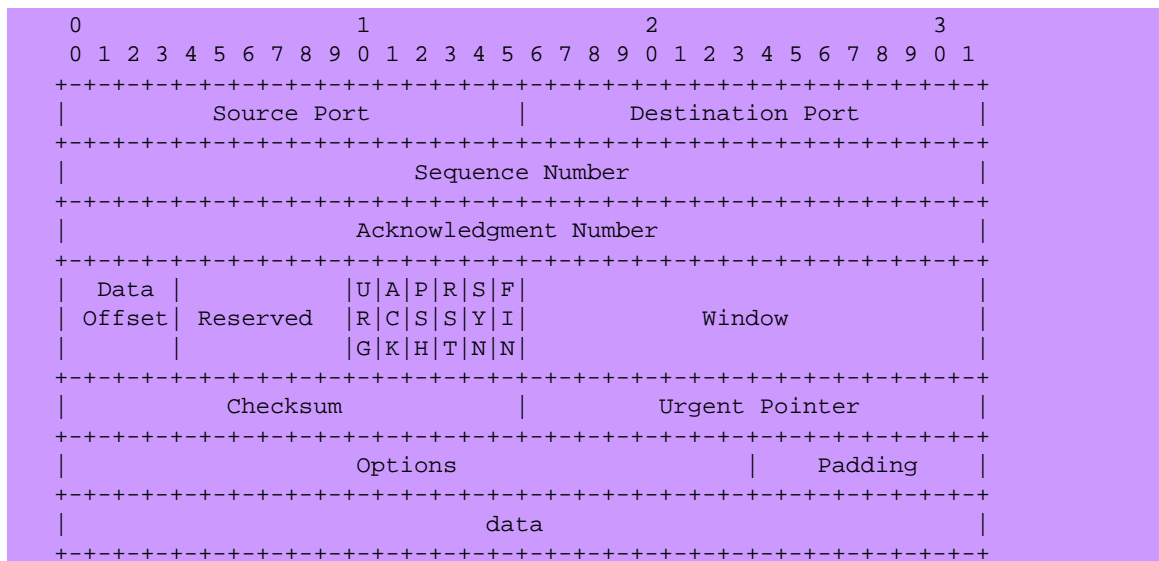 0                   1                   2                   3
 0 1 2 3 4 5 6 7 8 9 0 1 2 3 4 5 6 7 8 9 0 1 2 3 4 5 6 7 8 9 0 1
+-+-+-+-+-+-+-+-+-+-+-+-+-+-+-+-+-+-+-+-+-+-+-+-+-+-+-+-+-+-+-+-+
|          Source Port          |       Destination Port        |
+-+-+-+-+-+-+-+-+-+-+-+-+-+-+-+-+-+-+-+-+-+-+-+-+-+-+-+-+-+-+-+-+
|                        Sequence Number                        |
+-+-+-+-+-+-+-+-+-+-+-+-+-+-+-+-+-+-+-+-+-+-+-+-+-+-+-+-+-+-+-+-+
|                    Acknowledgment Number                      |
+-+-+-+-+-+-+-+-+-+-+-+-+-+-+-+-+-+-+-+-+-+-+-+-+-+-+-+-+-+-+-+-+
|  Data |           |U|A|P|R|S|F|                               |
| Offset| Reserved  |R|C|S|S|Y|I|            Window             |
|       |           |G|K|H|T|N|N|                               |
+-+-+-+-+-+-+-+-+-+-+-+-+-+-+-+-+-+-+-+-+-+-+-+-+-+-+-+-+-+-+-+-+
|           Checksum            |         Urgent Pointer        |
+-+-+-+-+-+-+-+-+-+-+-+-+-+-+-+-+-+-+-+-+-+-+-+-+-+-+-+-+-+-+-+-+
|                    Options                    |    Padding    |
+-+-+-+-+-+-+-+-+-+-+-+-+-+-+-+-+-+-+-+-+-+-+-+-+-+-+-+-+-+-+-+-+
|                             data                              |
+-+-+-+-+-+-+-+-+-+-+-+-+-+-+-+-+-+-+-+-+-+-+-+-+-+-+-+-+-+-+-+-+